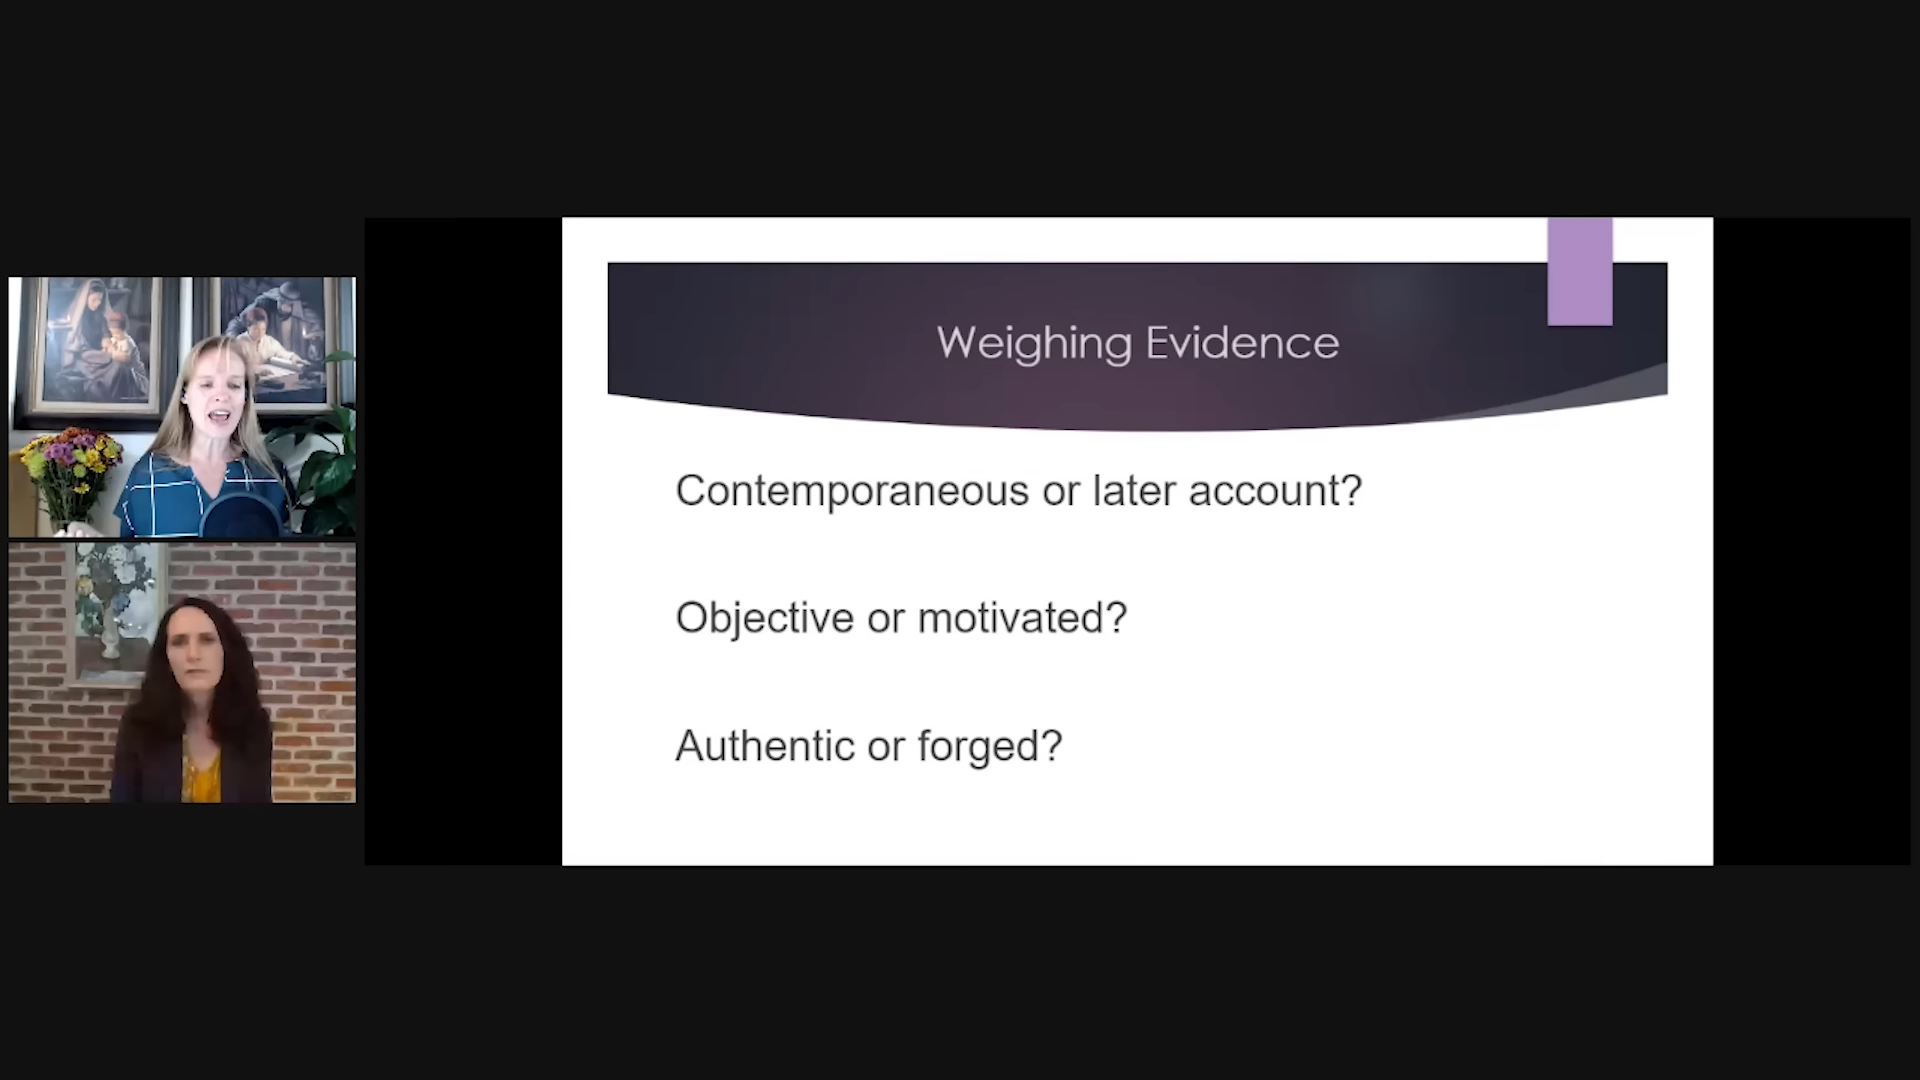 Weighing Evidence
Contemporaneous or later account?
Objective or motivated?
Authentic or forged?